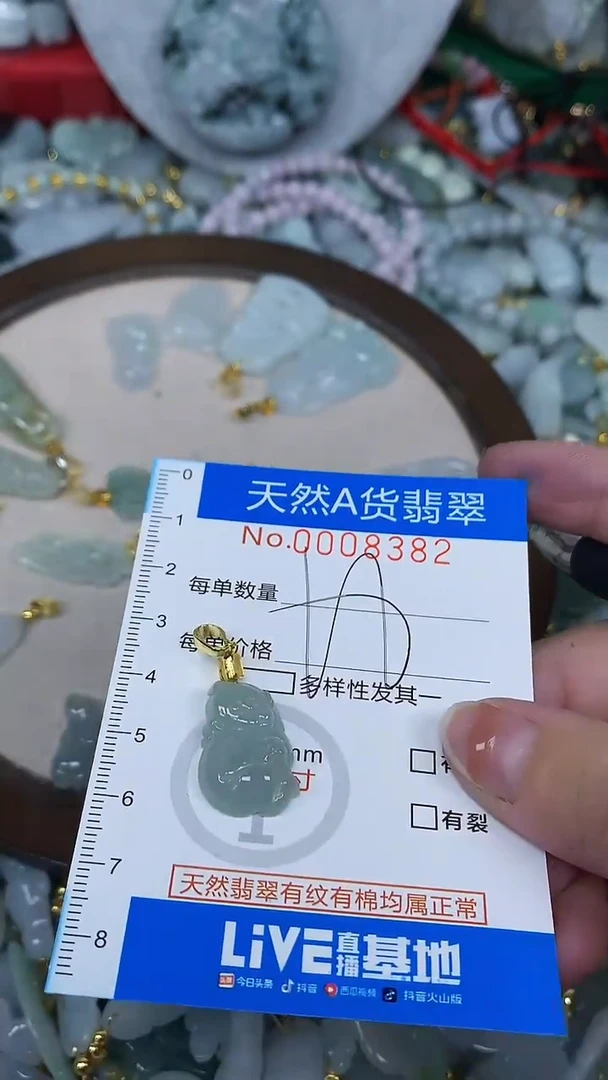 0
天然A货翡翠
1
No.0008382
2
每单数量
3
每单价格
4
多样性发其一
5
mm
寸
6
有裂
7
天然翡翠有纹有棉均属正常
8
LiVE直播基地
头条 今日头条 抖音 西瓜视频 抖音火山版